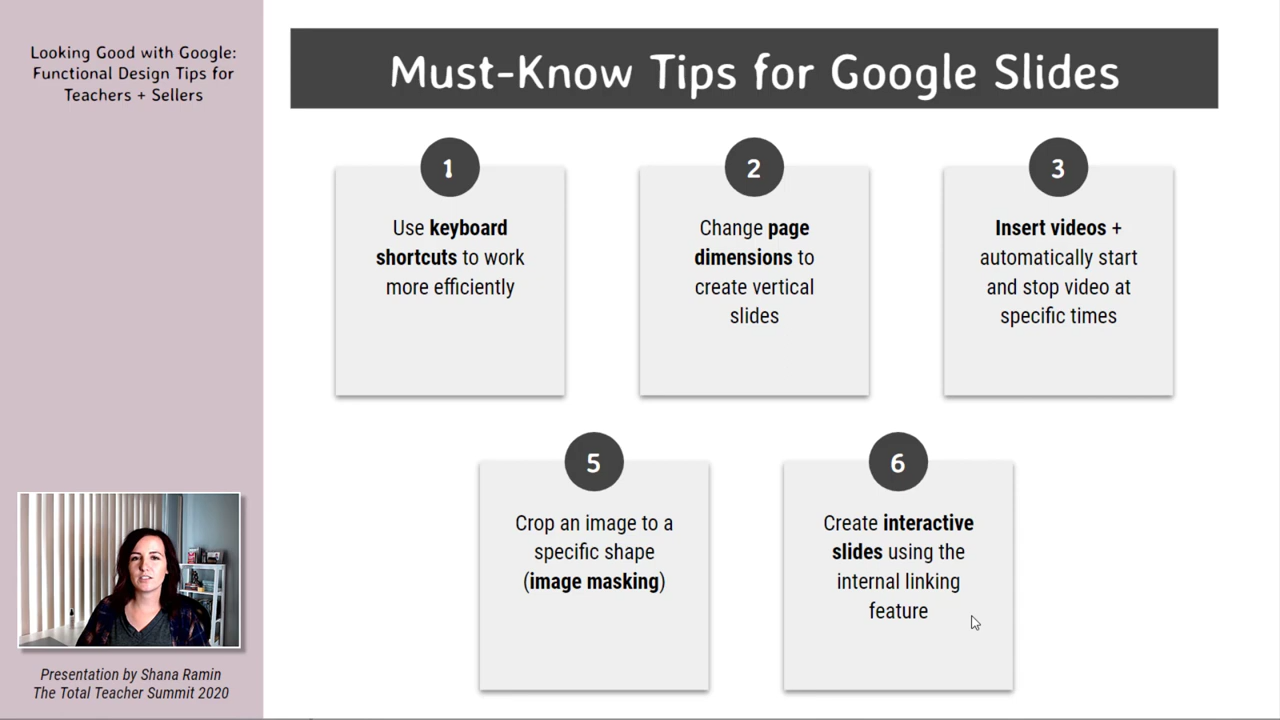 Looking Good with Google:
Functional Design Tips for
Teachers + Sellers
Must-Know Tips for Google Slides
1
Use keyboard
shortcuts to work
more efficiently
2
Change page
dimensions to
create vertical
slides
3
Insert videos +
automatically start
and stop video at
specific times
5
Crop an image to a
specific shape
(image masking)
6
Create interactive
slides using the
internal linking
feature
Presentation by Shana Ramin
The Total Teacher Summit 2020